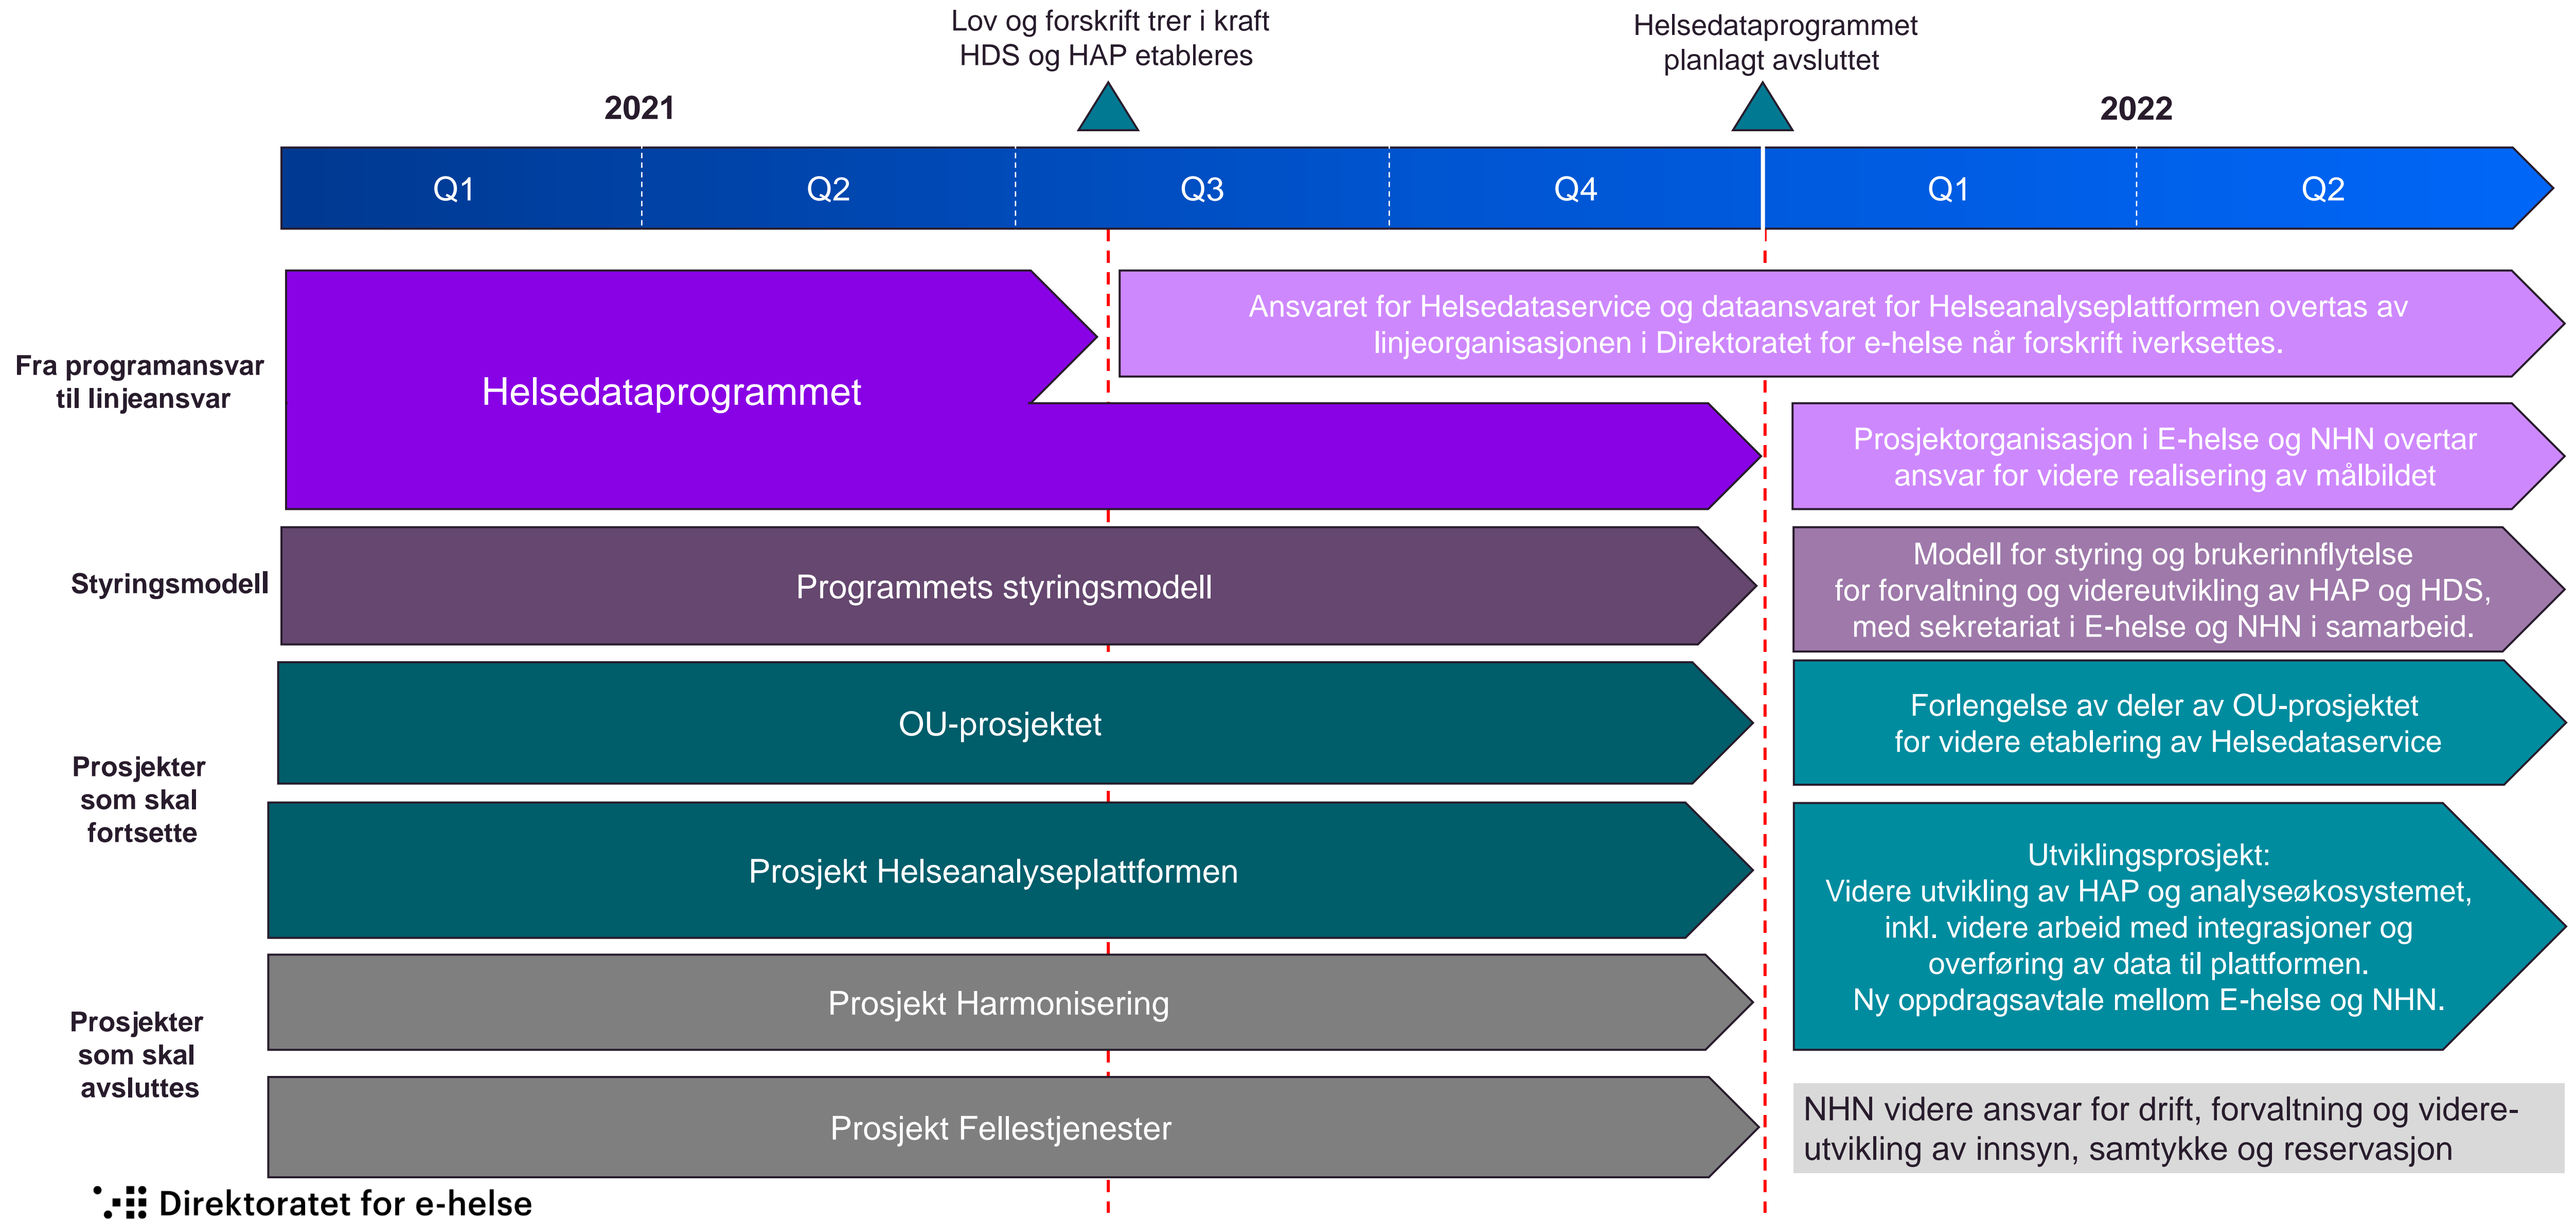 Lov og forskrift trer i kraft
HDS og HAP etableres
Helsedataprogrammet
planlagt avsluttet
2021
2022
Q1
Q2
Q3
Q4
Q1
Q2
Fra programansvar
til linjeansvar
Helsedataprogrammet
Ansvaret for Helsedataservice og dataansvaret for Helseanalyseplattformen overtas av
linjeorganisasjonen i Direktoratet for e-helse når forskrift iverksettes.
Prosjektorganisasjon i E-helse og NHN overtar
ansvar for videre realisering av målbildet
Styringsmodell
Programmets styringsmodell
Modell for styring og brukerinnflytelse
for forvaltning og videreutvikling av HAP og HDS,
med sekretariat i E-helse og NHN i samarbeid.
Prosjekter
som skal
fortsette
OU-prosjektet
Forlengelse av deler av OU-prosjektet
for videre etablering av Helsedataservice
Prosjekt Helseanalyseplattformen
Utviklingsprosjekt:
Videre utvikling av HAP og analyseøkosystemet,
inkl. videre arbeid med integrasjoner og
overføring av data til plattformen.
Ny oppdragsavtale mellom E-helse og NHN.
Prosjekter
som skal
avsluttes
Prosjekt Harmonisering
Prosjekt Fellestjenester
NHN videre ansvar for drift, forvaltning og videre-
utvikling av innsyn, samtykke og reservasjon
Direktoratet for e-helse